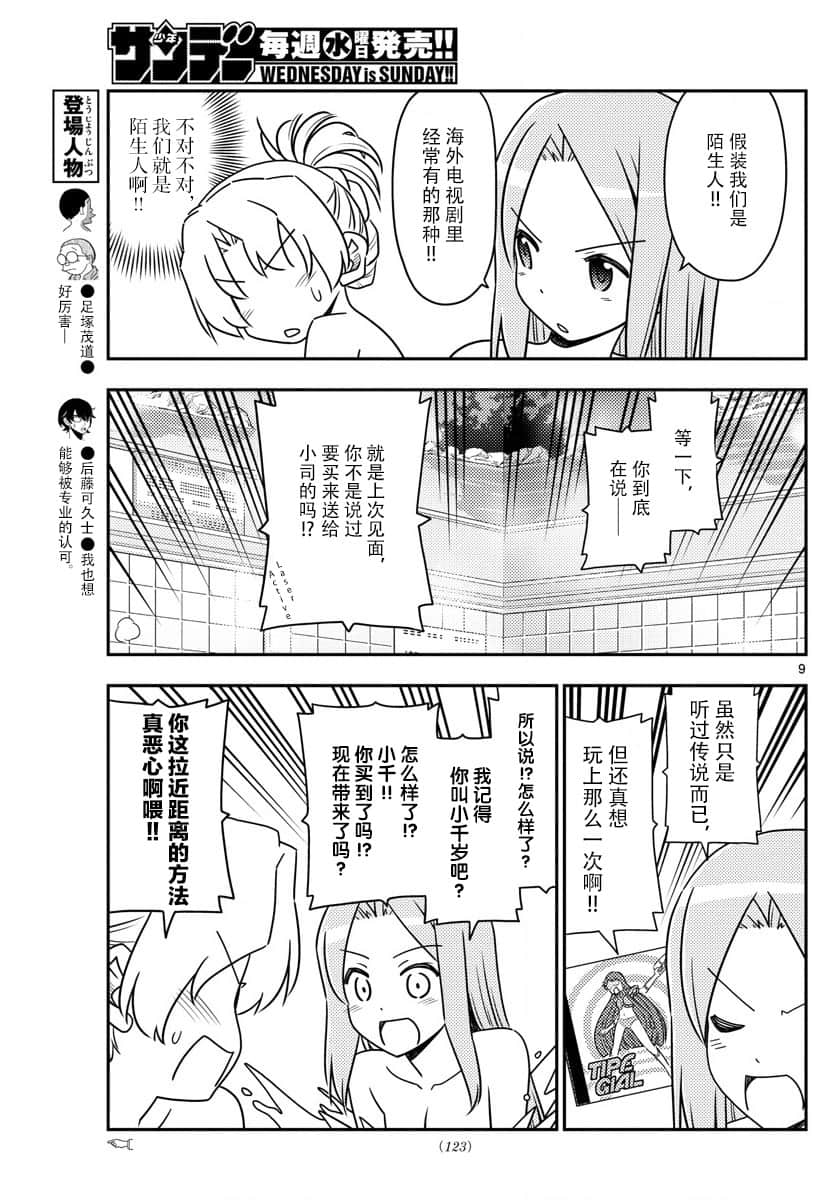 少年
サンデー
毎週水曜日発売!!
WEDNESDAY is SUNDAY!!
登場人物
とうじょうじんぶつ
●足塚茂道●
好厉害—
●后藤可久士●我也想
能够被专业的认可。
假装我们是
陌生人!!
海外电视剧里
经常有的那种!!
不对不对,
我们就是
陌生人啊!!
等一下,
你到底
在说——
就是上次见面,
你不是说过
要买来送给
小司的吗!?
Laser
Active
9
虽然只是
听过传说而已,
但还真想
玩上那么一次啊!!
TIPE
CIAL
所以说!?怎么样了?
我记得
你叫小千岁吧?
怎么样了!?
小千!!
你买到了吗!?
现在带来了吗?
你这拉近距离的方法
真恶心啊喂!!
(123)